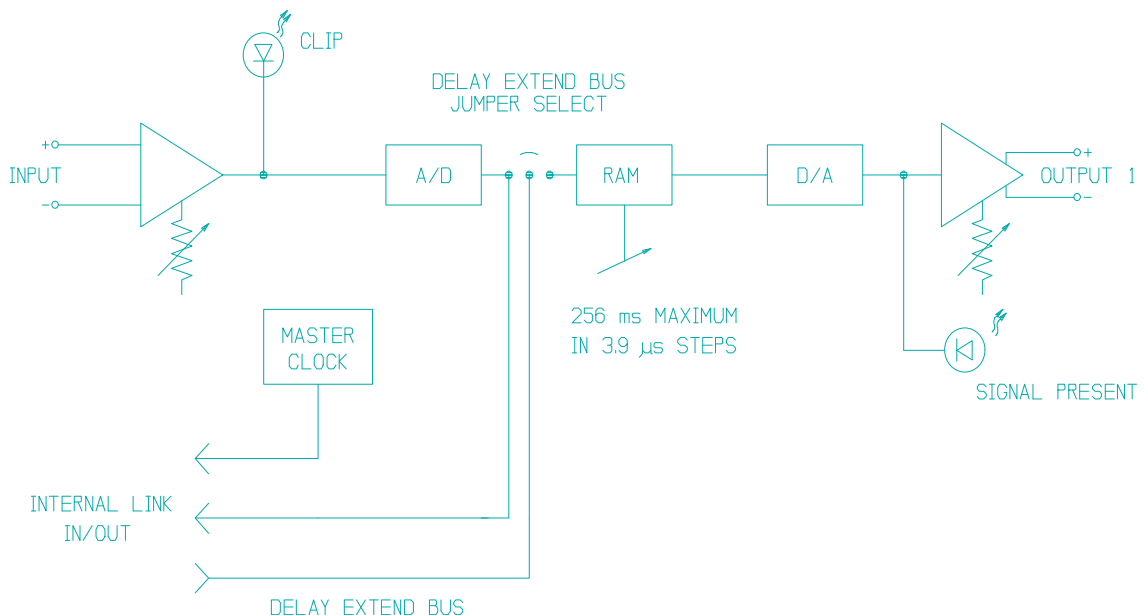 CLIP
DELAY EXTEND BUS
JUMPER SELECT
+
INPUT
-
A/D
RAM
D/A
+
OUTPUT 1
-
256 ms MAXIMUM
IN 3.9 µs STEPS
MASTER
CLOCK
SIGNAL PRESENT
INTERNAL LINK
IN/OUT
DELAY EXTEND BUS